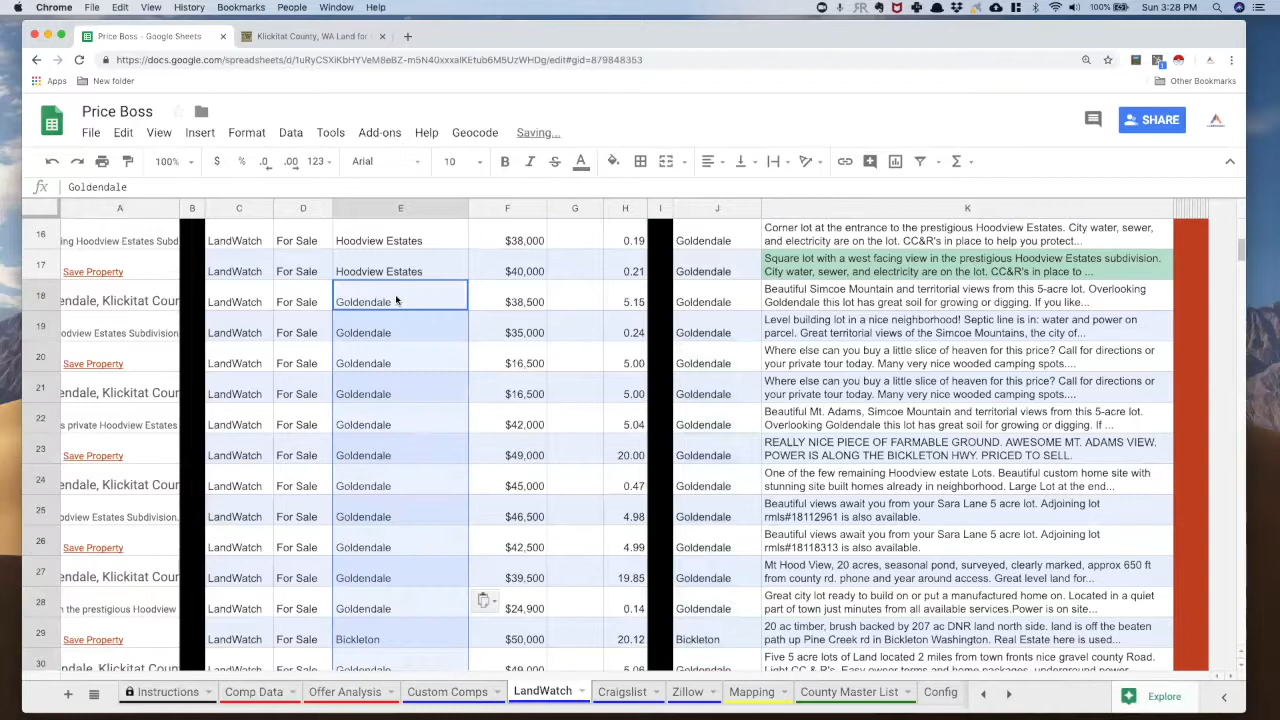 Chrome File Edit View History Bookmarks People Window Help 100% Sun 3:28 PM
Price Boss - Google Sheets × Klickitat County, WA Land for × +
https://docs.google.com/spreadsheets/d/1uRyCSXiKbHYVeM8eBZ-m5N40xxxalKEtub6M5UzWHDg/edit#gid=879848353
Apps New folder Other Bookmarks
Price Boss
File Edit View Insert Format Data Tools Add-ons Help Geocode Saving...
SHARE
100% $ % .0 .00 123 Arial 10 B I S A
fx Goldendale
A B C D E F G H I J K
16 ing Hoodview Estates Subd LandWatch For Sale Hoodview Estates $38,000 0.19 Goldendale Corner lot at the entrance to the prestigious Hoodview Estates. City water, sewer,
and electricity are on the lot. CC&R's in place to help you protect...
17 Save Property LandWatch For Sale Hoodview Estates $40,000 0.21 Goldendale Square lot with a west facing view in the prestigious Hoodview Estates subdivision.
City water, sewer, and electricity are on the lot. CC&R's in place to ...
18 endale, Klickitat Cour LandWatch For Sale Goldendale $38,500 5.15 Goldendale Beautiful Simcoe Mountain and territorial views from this 5-acre lot. Overlooking
Goldendale this lot has great soil for growing or digging. If you like...
19 odview Estates Subdivision LandWatch For Sale Goldendale $35,000 0.24 Goldendale Level building lot in a nice neighborhood! Septic line is in: water and power on
parcel. Great territorial views of the Simcoe Mountains, the city of...
20 Save Property LandWatch For Sale Goldendale $16,500 5.00 Goldendale Where else can you buy a little slice of heaven for this price? Call for directions or
your private tour today. Many very nice wooded camping spots....
21 endale, Klickitat Cour LandWatch For Sale Goldendale $16,500 5.00 Goldendale Where else can you buy a little slice of heaven for this price? Call for directions or
your private tour today. Many very nice wooded camping spots....
22 s private Hoodview Estates LandWatch For Sale Goldendale $42,000 5.04 Goldendale Beautiful Mt. Adams, Simcoe Mountain and territorial views from this 5-acre lot.
Overlooking Goldendale this lot has great soil for growing or digging. If ...
23 Save Property LandWatch For Sale Goldendale $49,000 20.00 Goldendale REALLY NICE PIECE OF FARMABLE GROUND. AWESOME MT. ADAMS VIEW.
POWER IS ALONG THE BICKLETON HWY. PRICED TO SELL.
24 endale, Klickitat Cour LandWatch For Sale Goldendale $45,000 0.47 Goldendale One of the few remaining Hoodview estate Lots. Beautiful custom home site with
stunning site built homes already in neighborhood. Large Lot at the end...
25 odview Estates Subdivision. LandWatch For Sale Goldendale $46,500 4.98 Goldendale Beautiful views await you from your Sara Lane 5 acre lot. Adjoining lot
rmls#18112961 is also available.
26 Save Property LandWatch For Sale Goldendale $42,500 4.99 Goldendale Beautiful views await you from your Sara Lane 5 acre lot. Adjoining lot
rmls#18118313 is also available.
27 endale, Klickitat Cour LandWatch For Sale Goldendale $39,500 19.85 Goldendale Mt Hood View, 20 acres, seasonal pond, surveyed, clearly marked, approx 650 ft
from county rd. phone and year around access. Great level land for...
28 n the prestigious Hoodview LandWatch For Sale Goldendale $24,900 0.14 Goldendale Great city lot ready to build on or put a manufactured home on. Located in a quiet
part of town just minutes from all available services.Power is on site...
29 Save Property LandWatch For Sale Bickleton $50,000 20.12 Bickleton 20 ac timber, brush backed by 207 ac DNR land north side. land is off the beaten
path up Pine Creek rd in Bickleton Washington. Real Estate here is used...
30 endale, Klickitat Cour LandWatch For Sale Goldendale $49,000 5.06 Goldendale Five 5 acre lots of Land located 2 miles from town fronts nice gravel county Road.
+ Instructions Comp Data Offer Analysis Custom Comps LandWatch Craigslist Zillow Mapping County Master List Config Explore